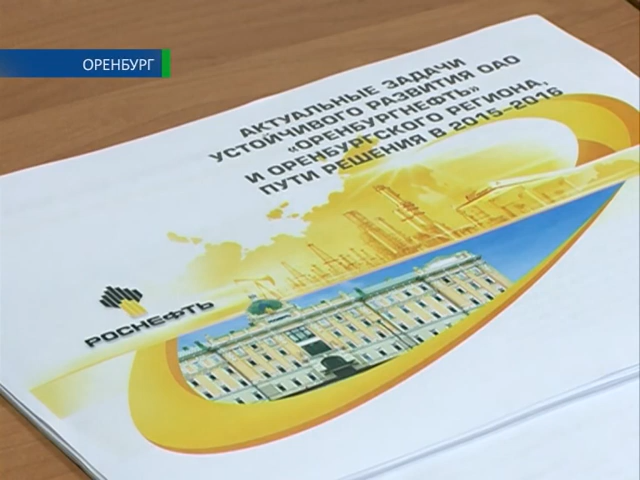 ОРЕНБУРГ
АКТУАЛЬНЫЕ ЗАДАЧИ
УСТОЙЧИВОГО РАЗВИТИЯ ОАО
«ОРЕНБУРГНЕФТЬ»
И ОРЕНБУРГСКОГО РЕГИОНА,
ПУТИ РЕШЕНИЯ В 2015-2016
РОСНЕФТЬ